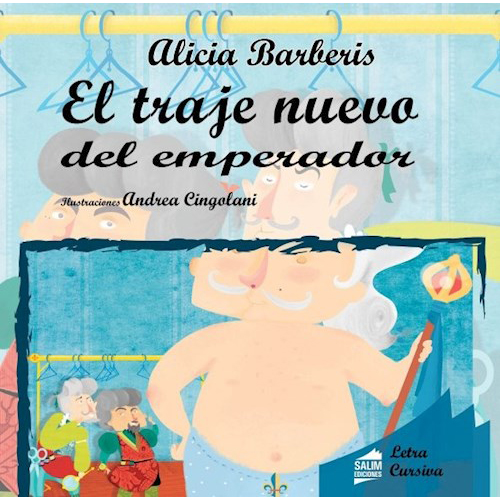 Alicia Barberis
El traje nuevo
del emperador
Ilustraciones Andrea Cingolani
SALIM
EDICIONES
Letra
Cursiva